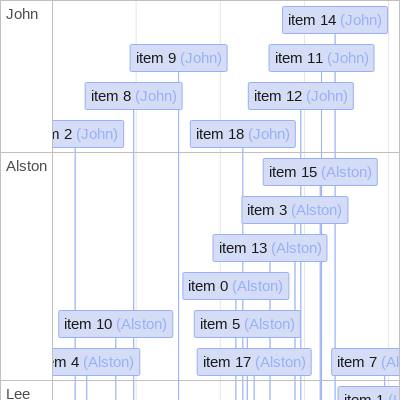 John
item 14 (John)
item 9 (John)
item 11 (John)
item 8 (John)
item 12 (John)
2 (John)
item 18 (John)
Alston
item 15 (Alston)
item 3 (Alston)
item 13 (Alston)
item 0 (Alston)
item 10 (Alston)
item 5 (Alston)
4 (Alston)
item 17 (Alston)
item 7 (Al
Lee
item 1